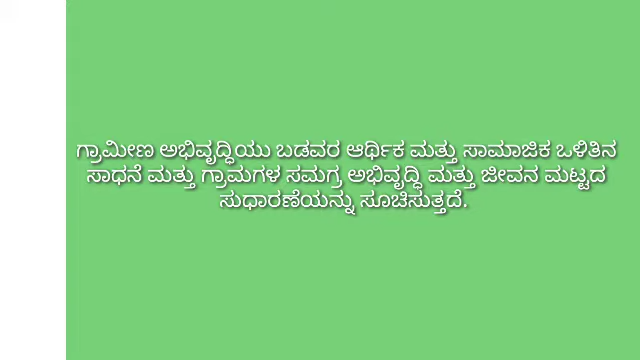 ಗ್ರಾಮೀಣ ಅಭಿವೃದ್ಧಿಯು ಬಡವರ ಆರ್ಥಿಕ ಮತ್ತು ಸಾಮಾಜಿಕ ಒಳಿತಿನ
ಸಾಧನೆ ಮತ್ತು ಗ್ರಾಮಗಳ ಸಮಗ್ರ ಅಭಿವೃದ್ಧಿ ಮತ್ತು ಜೀವನ ಮಟ್ಟದ
ಸುಧಾರಣೆಯನ್ನು ಸೂಚಿಸುತ್ತದೆ.